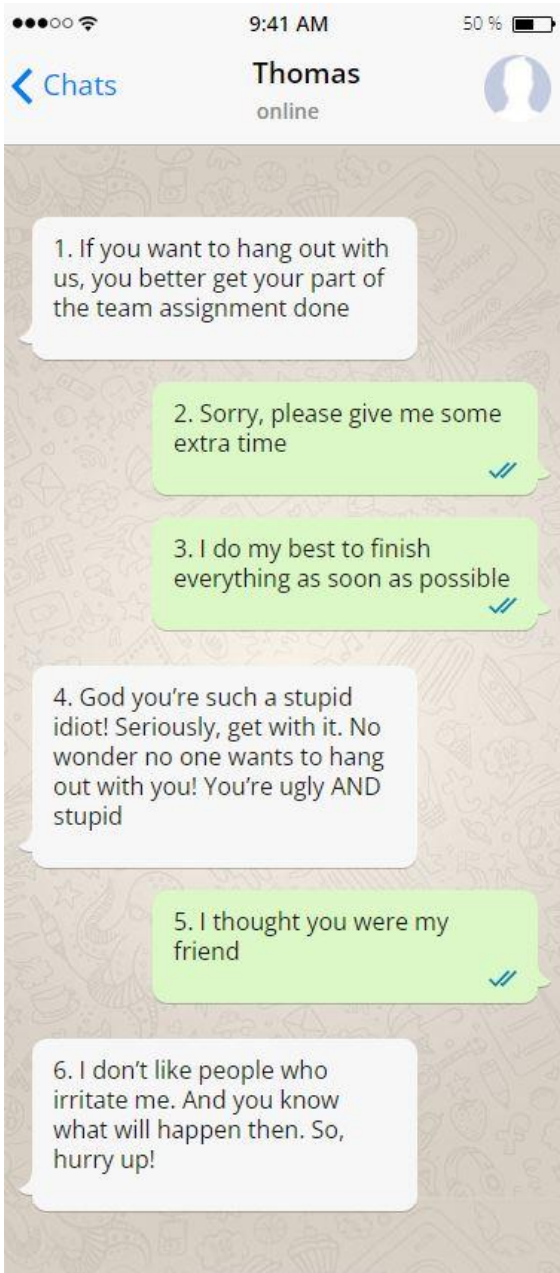 9:41 AM
50 %
Chats
Thomas
online
1. If you want to hang out with
us, you better get your part of
the team assignment done
2. Sorry, please give me some
extra time
3. I do my best to finish
everything as soon as possible
4. God you’re such a stupid
idiot! Seriously, get with it. No
wonder no one wants to hang
out with you! You’re ugly AND
stupid
5. I thought you were my
friend
6. I don’t like people who
irritate me. And you know
what will happen then. So,
hurry up!